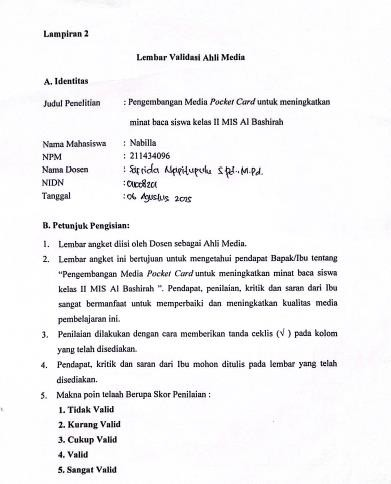 Lampiran 2
Lembar Validasi Ahli Media
A. Identitas
Judul Penelitian : Pengembangan Media Pocket Card untuk meningkatkan
minat baca siswa kelas II MIS Al Bashirah
Nama Mahasiswa : Nabilla
NPM : 211434096
Nama Dosen : Napitupulu S.Pd., M.Pd.
NIDN :
Tanggal : 06 Agustus 2025
B. Petunjuk Pengisian:
1. Lembar angket diisi oleh Dosen sebagai Ahli Media.
2. Lembar angket ini bertujuan untuk mengetahui pendapat Bapak/Ibu tentang
“Pengembangan Media Pocket Card untuk meningkatkan minat baca siswa
kelas II MIS Al Bashirah ”. Pendapat, penilaian, kritik dan saran dari Ibu
sangat bermanfaat untuk memperbaiki dan meningkatkan kualitas media
pembelajaran ini.
3. Penilaian dilakukan dengan cara memberikan tanda ceklis (√ ) pada kolom
yang telah disediakan.
4. Pendapat, kritik dan saran dari Ibu mohon ditulis pada lembar yang telah
disediakan.
5. Makna poin telaah Berupa Skor Penilaian :
1. Tidak Valid
2. Kurang Valid
3. Cukup Valid
4. Valid
5. Sangat Valid